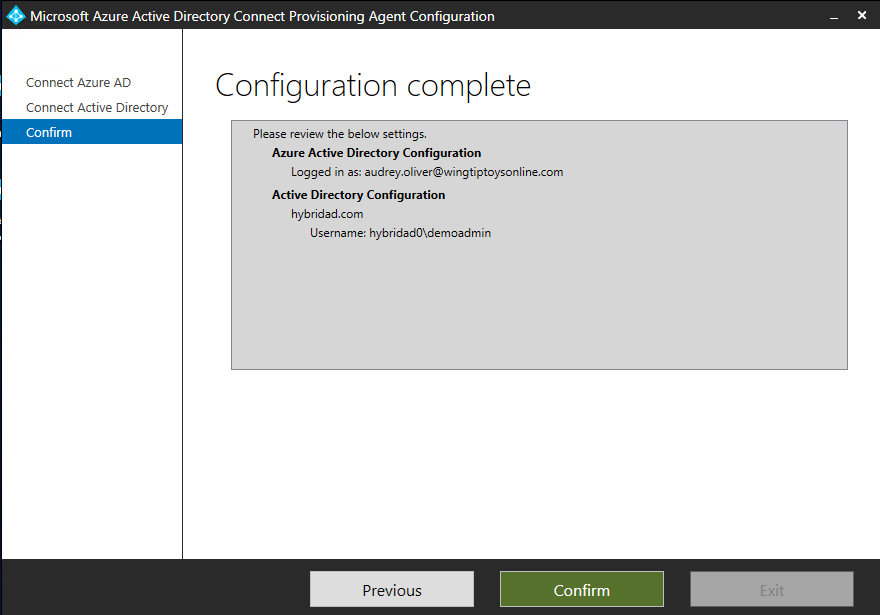 Microsoft Azure Active Directory Connect Provisioning Agent Configuration
Connect Azure AD
Connect Active Directory
Confirm
Configuration complete
Please review the below settings.
Azure Active Directory Configuration
Logged in as: audrey.oliver@wingtiptoysonline.com
Active Directory Configuration
hybridad.com
Username: hybridad0\demoadmin
Previous
Confirm
Exit